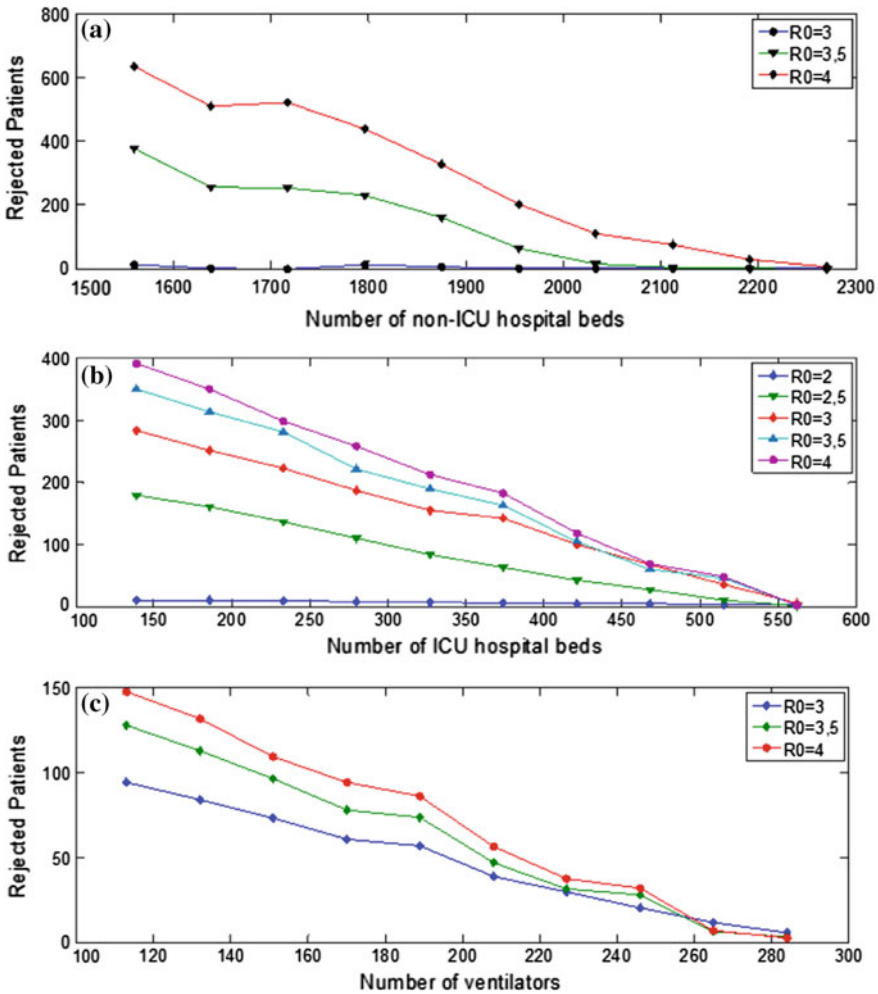 (a)
800
600
400
200
0
Rejected Patients
R0=3
R0=3,5
R0=4
1500 1600 1700 1800 1900 2000 2100 2200 2300
Number of non-ICU hospital beds
(b)
400
300
200
100
0
Rejected Patients
R0=2
R0=2,5
R0=3
R0=3,5
R0=4
100 150 200 250 300 350 400 450 500 550 600
Number of ICU hospital beds
(c)
150
100
50
0
Rejected Patients
R0=3
R0=3,5
R0=4
100 120 140 160 180 200 220 240 260 280 300
Number of ventilators